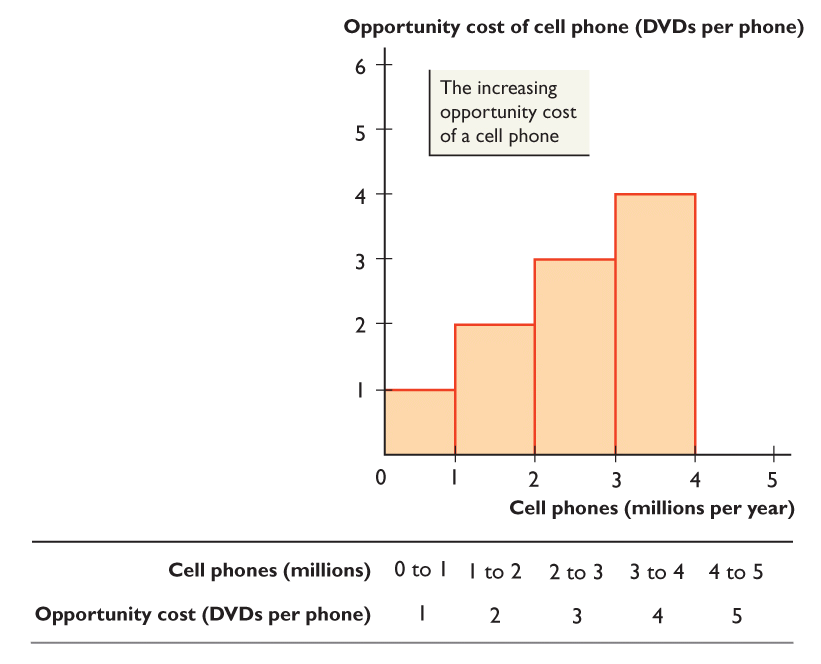 Opportunity cost of cell phone (DVDs per phone)
6
The increasing
opportunity cost
of a cell phone
5
4
3
2
1
0 1 2 3 4 5
Cell phones (millions per year)
Cell phones (millions) 0 to 1 1 to 2 2 to 3 3 to 4 4 to 5
Opportunity cost (DVDs per phone) 1 2 3 4 5